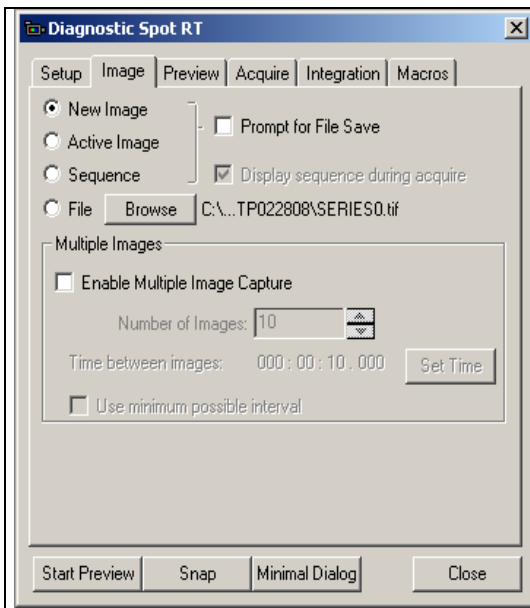 Diagnostic Spot RT
Setup Image Preview Acquire Integration Macros
New Image
Prompt for File Save
Active Image
Sequence
Display sequence during acquire
File Browse C:\...TP022808\SERIES0.tif
Multiple Images
Enable Multiple Image Capture
Number of Images: 10
Time between images: 000 : 00 : 10 . 000 Set Time
Use minimum possible interval
Start Preview Snap Minimal Dialog Close